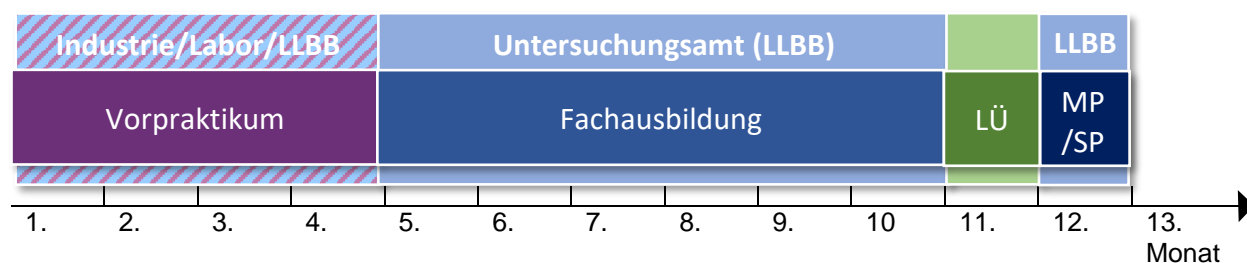 Industrie/Labor/LLBB Untersuchungsamt (LLBB) LLBB
Vorpraktikum Fachausbildung LÜ MP
/SP
1. 2. 3. 4. 5. 6. 7. 8. 9. 10 11. 12. 13.
Monat